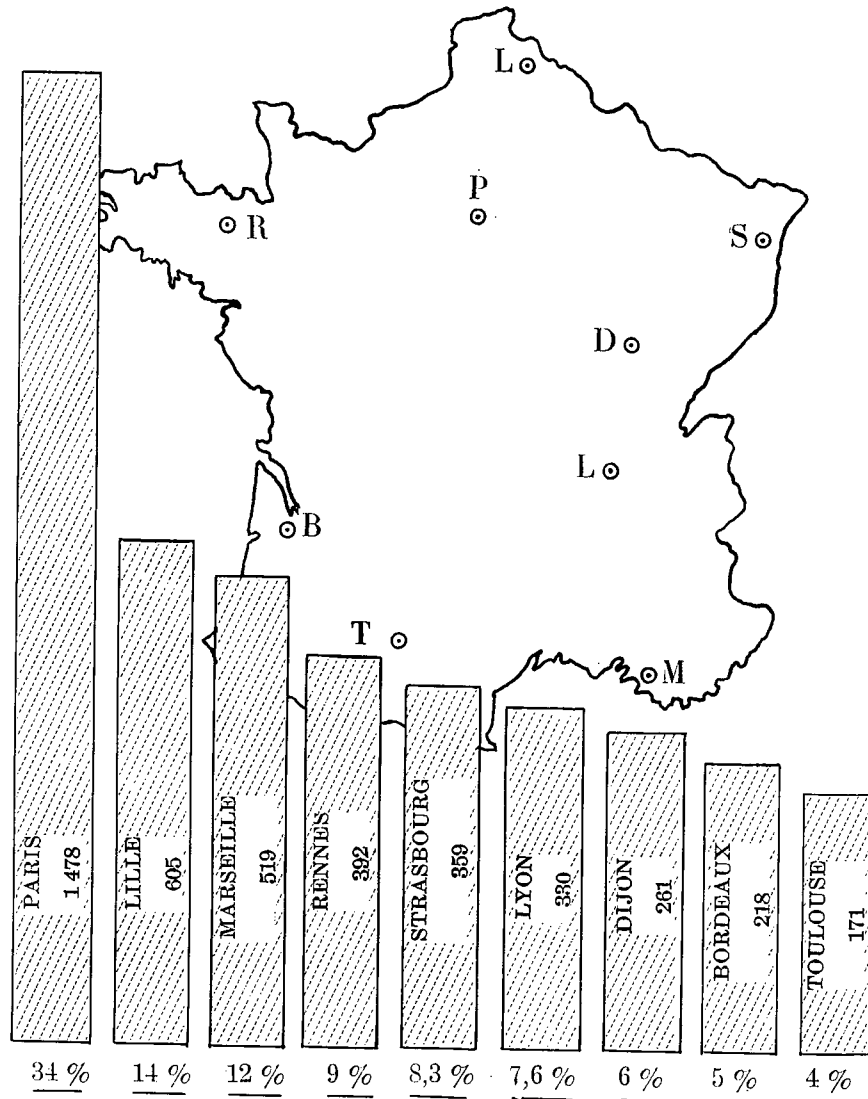 L
P
R
S
D
L
B
T
M
PARIS
1 478
LILLE
605
MARSEILLE
519
RENNES
392
STRASBOURG
359
LYON
330
DIJON
261
BORDEAUX
218
TOULOUSE
171
34 % 14 % 12 % 9 % 8,3 % 7,6 % 6 % 5 % 4 %